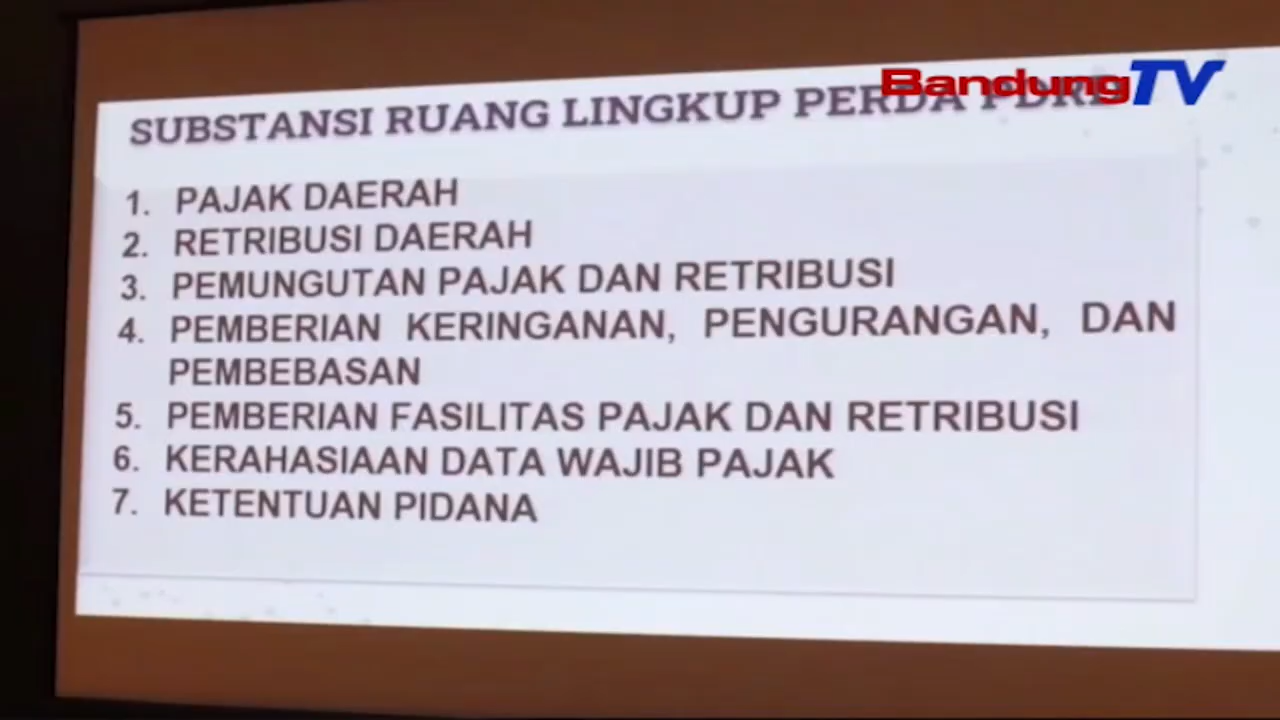 BandungTV
SUBSTANSI RUANG LINGKUP PERDA
1. PAJAK DAERAH
2. RETRIBUSI DAERAH
3. PEMUNGUTAN PAJAK DAN RETRIBUSI
4. PEMBERIAN KERINGANAN, PENGURANGAN, DAN
PEMBEBASAN
5. PEMBERIAN FASILITAS PAJAK DAN RETRIBUSI
6. KERAHASIAAN DATA WAJIB PAJAK
7. KETENTUAN PIDANA